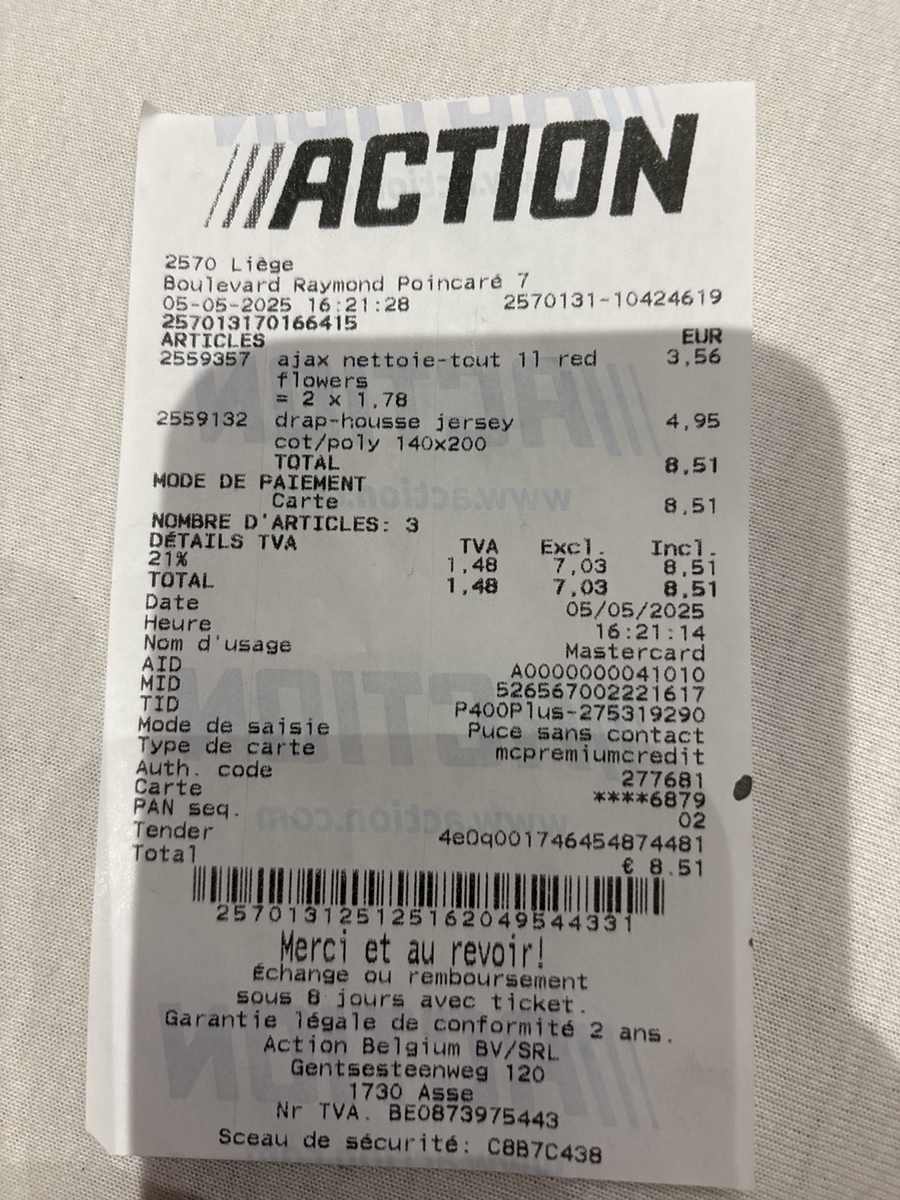 ACTION
2570 Liège
Boulevard Raymond Poincaré 7
05-05-2025 16:21:28 2570131-10424619
257013170166415
ARTICLES EUR
2559357 ajax nettoie-tout 1l red 3,56
flowers
= 2 x 1,78
2559132 drap-housse jersey 4,95
cot/poly 140x200
TOTAL 8,51
MODE DE PAIEMENT
Carte 8,51
NOMBRE D'ARTICLES: 3
DÉTAILS TVA TVA Excl. Incl.
21% 1,48 7,03 8,51
TOTAL 1,48 7,03 8,51
Date 05/05/2025
Heure 16:21:14
Nom d'usage Mastercard
AID A0000000041010
MID 526567002221617
TID P400Plus-275319290
Mode de saisie Puce sans contact
Type de carte mcpremiumcredit
Auth. code 277681
Carte ****6879
PAN seq. 02
Tender 4e0q001746454874481
Total € 8.51
257013125125162049544331
Merci et au revoir!
Échange ou remboursement
sous 8 jours avec ticket.
Garantie légale de conformité 2 ans.
Action Belgium BV/SRL
Gentsesteenweg 120
1730 Asse
Nr TVA. BE0873975443
Sceau de sécurité: C8B7C438